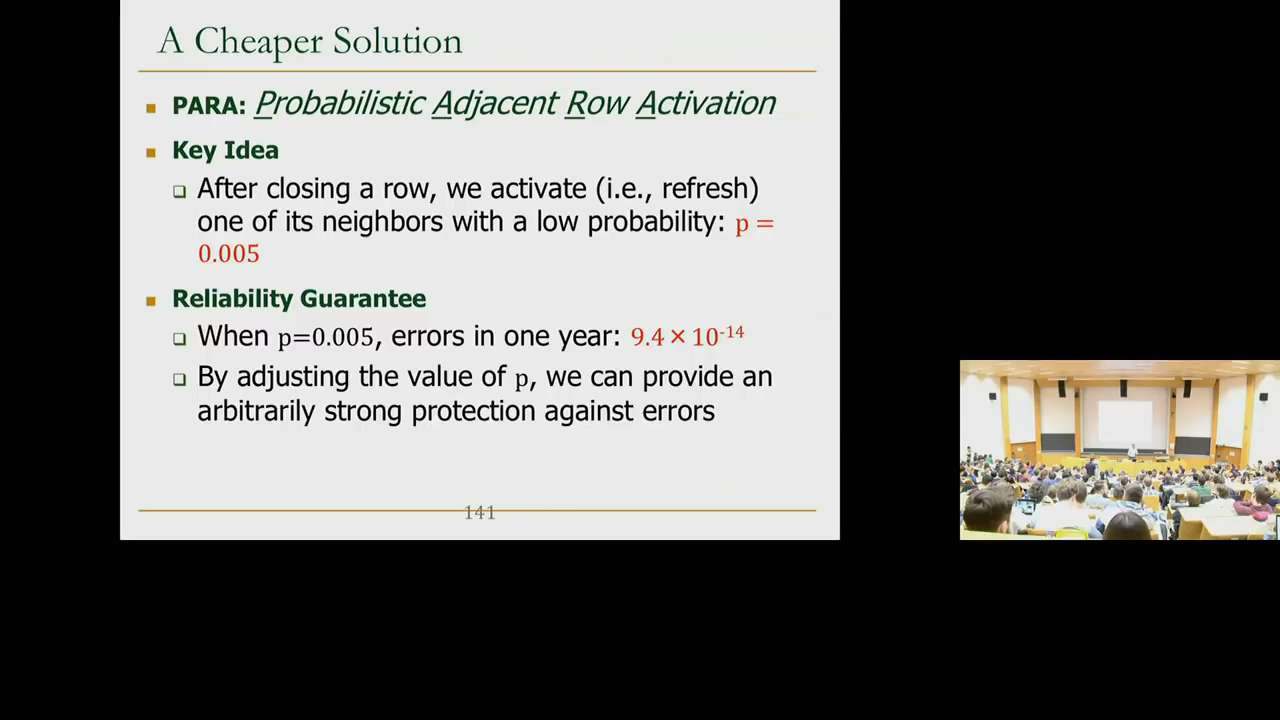 A Cheaper Solution
PARA: Probabilistic Adjacent Row Activation
Key Idea
After closing a row, we activate (i.e., refresh)
one of its neighbors with a low probability: p =
0.005
Reliability Guarantee
When p=0.005, errors in one year: 9.4×10⁻¹⁴
By adjusting the value of p, we can provide an
arbitrarily strong protection against errors
141